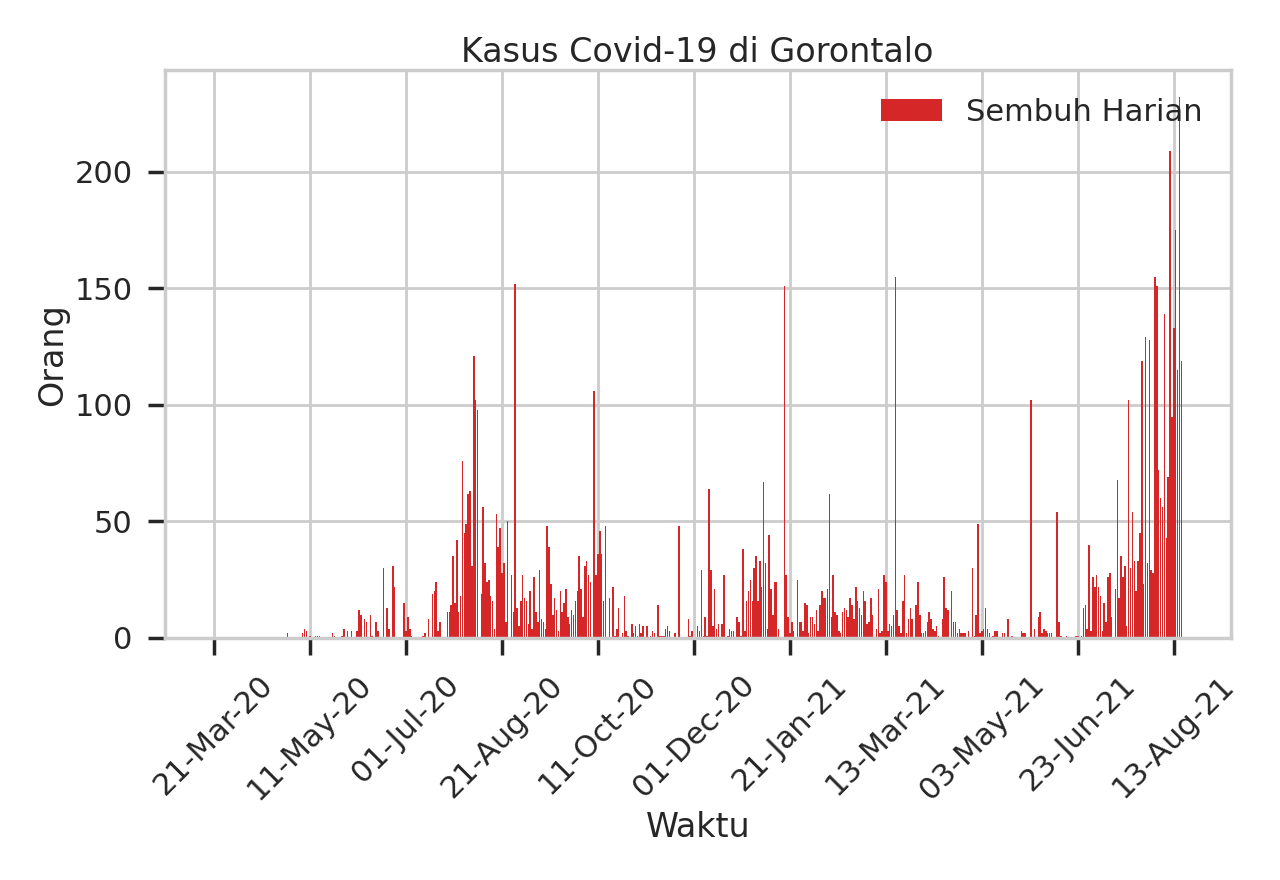 Kasus Covid-19 di Gorontalo
Sembuh Harian
Orang
200
150
100
50
0
21-Mar-20
11-May-20
01-Jul-20
21-Aug-20
11-Oct-20
01-Dec-20
21-Jan-21
13-Mar-21
03-May-21
23-Jun-21
13-Aug-21
Waktu